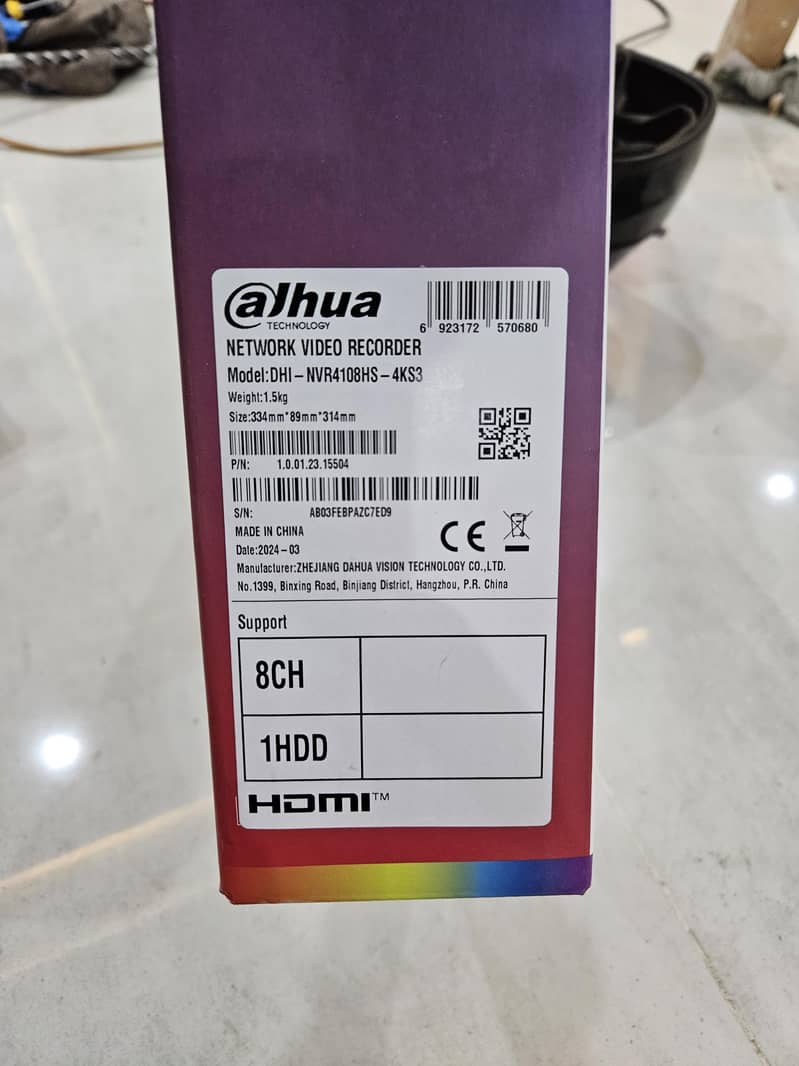 alhua
TECHNOLOGY
6 923172 570680
NETWORK VIDEO RECORDER
Model:DHI-NVR4108HS-4KS3
Weight:1.5kg
Size:334mm*89mm*314mm
P/N: 1.0.01.23.15504
S/N: AB03FEBPAZC7ED9
MADE IN CHINA
Date:2024-03
CE
Manufacturer:ZHEJIANG DAHUA VISION TECHNOLOGY CO.,LTD.
No.1399, Binxing Road, Binjiang District, Hangzhou, P.R. China
Support
8CH
1HDD
HDMI™